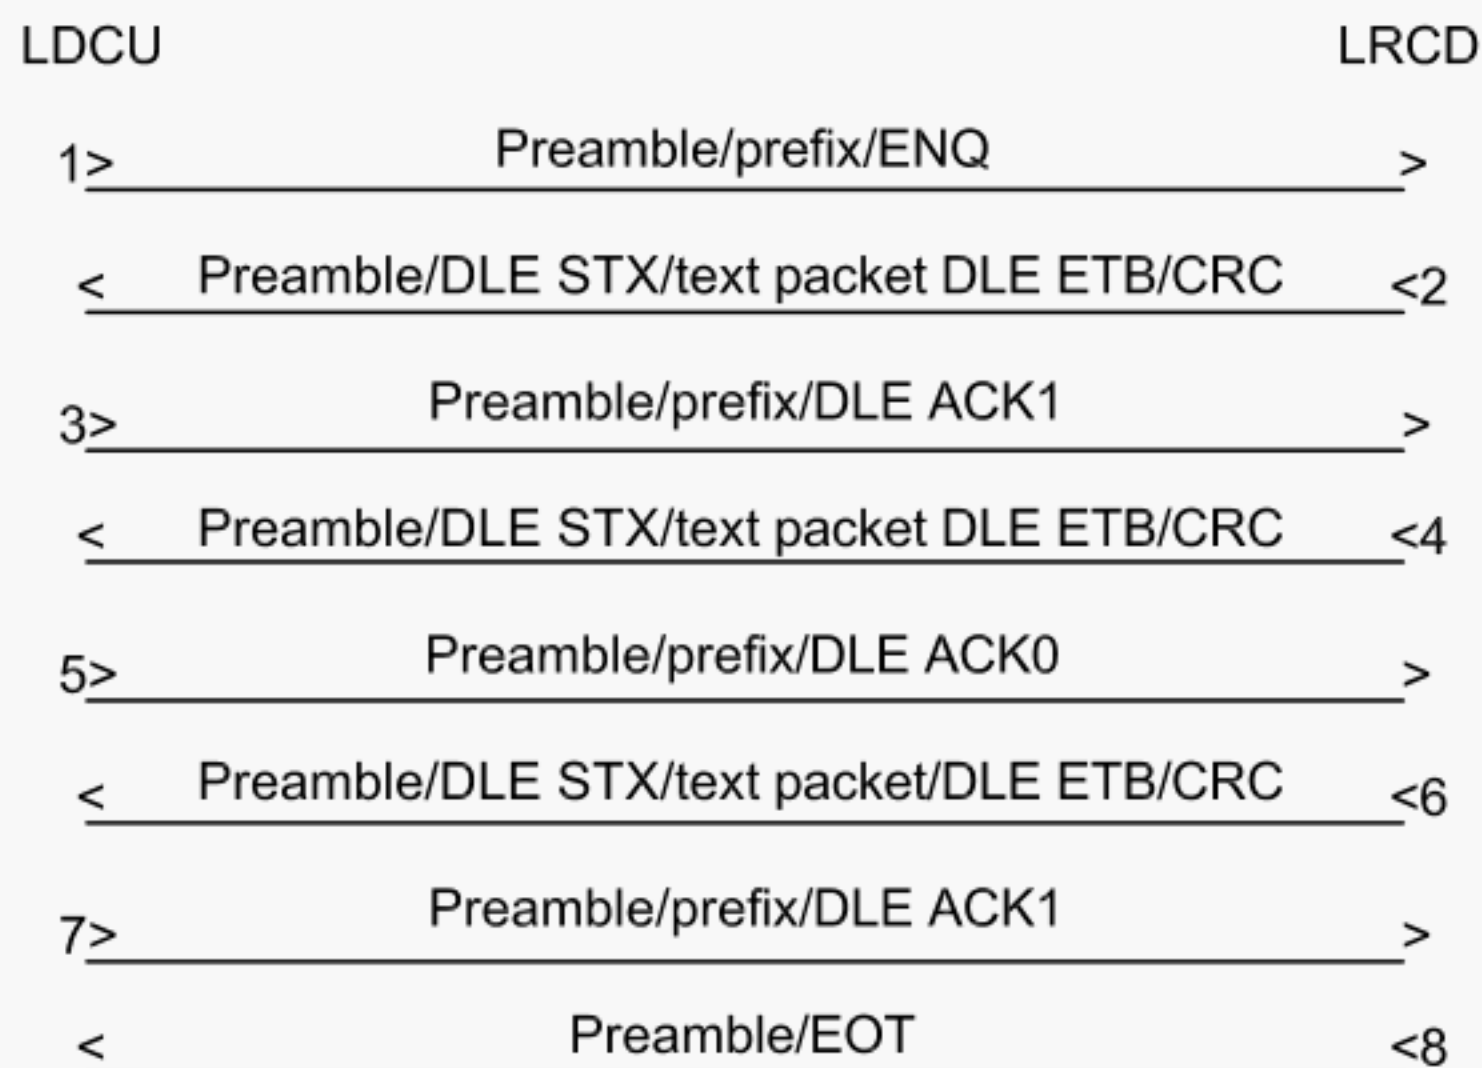 LDCU LRCD
Preamble/prefix/ENQ
1> >
Preamble/DLE STX/text packet DLE ETB/CRC
< <2
Preamble/prefix/DLE ACK1
3> >
Preamble/DLE STX/text packet DLE ETB/CRC
< <4
Preamble/prefix/DLE ACK0
5> >
Preamble/DLE STX/text packet/DLE ETB/CRC
< <6
Preamble/prefix/DLE ACK1
7> >
Preamble/EOT
< <8